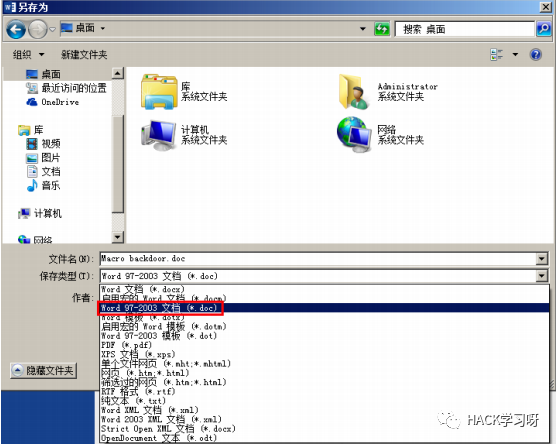 另存为
桌面
搜索 桌面
组织
新建文件夹
桌面
最近访问的位置
OneDrive
库
视频
图片
文档
音乐
计算机
网络
库
系统文件夹
Administrator
系统文件夹
计算机
系统文件夹
网络
系统文件夹
文件名(N):
Macro backdoor.doc
保存类型(T):
Word 97-2003 文档 (*.doc)
作者:
Word 文档 (*.docx)
启用宏的 Word 文档 (*.docm)
Word 97-2003 文档 (*.doc)
Word 模板 (*.dotx)
启用宏的 Word 模板 (*.dotm)
Word 97-2003 模板 (*.dot)
PDF (*.pdf)
XPS 文档 (*.xps)
单个文件网页 (*.mht;*.mhtml)
网页 (*.htm;*.html)
筛选过的网页 (*.htm;*.html)
RTF 格式 (*.rtf)
纯文本 (*.txt)
Word XML 文档 (*.xml)
Word 2003 XML 文档 (*.xml)
Strict Open XML 文档 (*.docx)
OpenDocument 文本 (*.odt)
隐藏文件夹
HACK学习呀